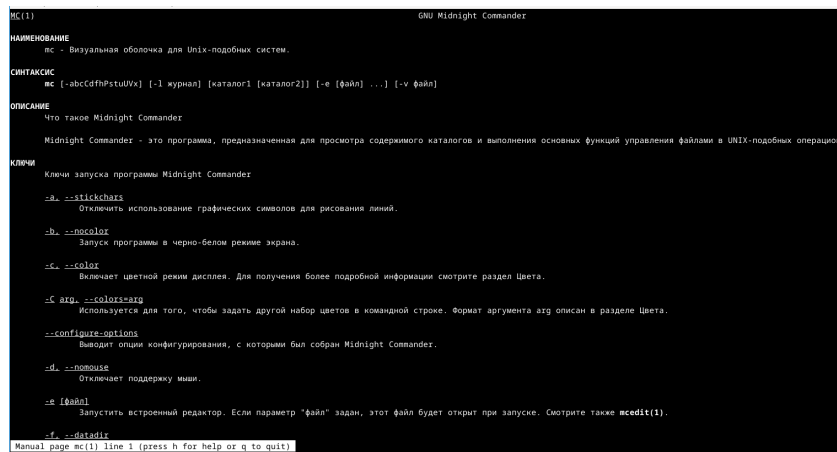 MC(1) GNU Midnight Commander
НАИМЕНОВАНИЕ
mc - Визуальная оболочка для Unix-подобных систем.
СИНТАКСИС
mc [-abcCdfhPstuUVx] [-l журнал] [каталог1 [каталог2]] [-e [файл] ...] [-v файл]
ОПИСАНИЕ
Что такое Midnight Commander
Midnight Commander - это программа, предназначенная для просмотра содержимого каталогов и выполнения основных функций управления файлами в UNIX-подобных операцио
КЛЮЧИ
Ключи запуска программы Midnight Commander
-a, --stickchars
Отключить использование графических символов для рисования линий.
-b, --nocolor
Запуск программы в черно-белом режиме экрана.
-c, --color
Включает цветной режим дисплея. Для получения более подробной информации смотрите раздел Цвета.
-C arg, --colors=arg
Используется для того, чтобы задать другой набор цветов в командной строке. Формат аргумента arg описан в разделе Цвета.
--configure-options
Выводит опции конфигурирования, с которыми был собран Midnight Commander.
-d, --nomouse
Отключает поддержку мыши.
-e [файл]
Запустить встроенный редактор. Если параметр "файл" задан, этот файл будет открыт при запуске. Смотрите также mcedit(1).
-f, --datadir
Manual page mc(1) line 1 (press h for help or q to quit)